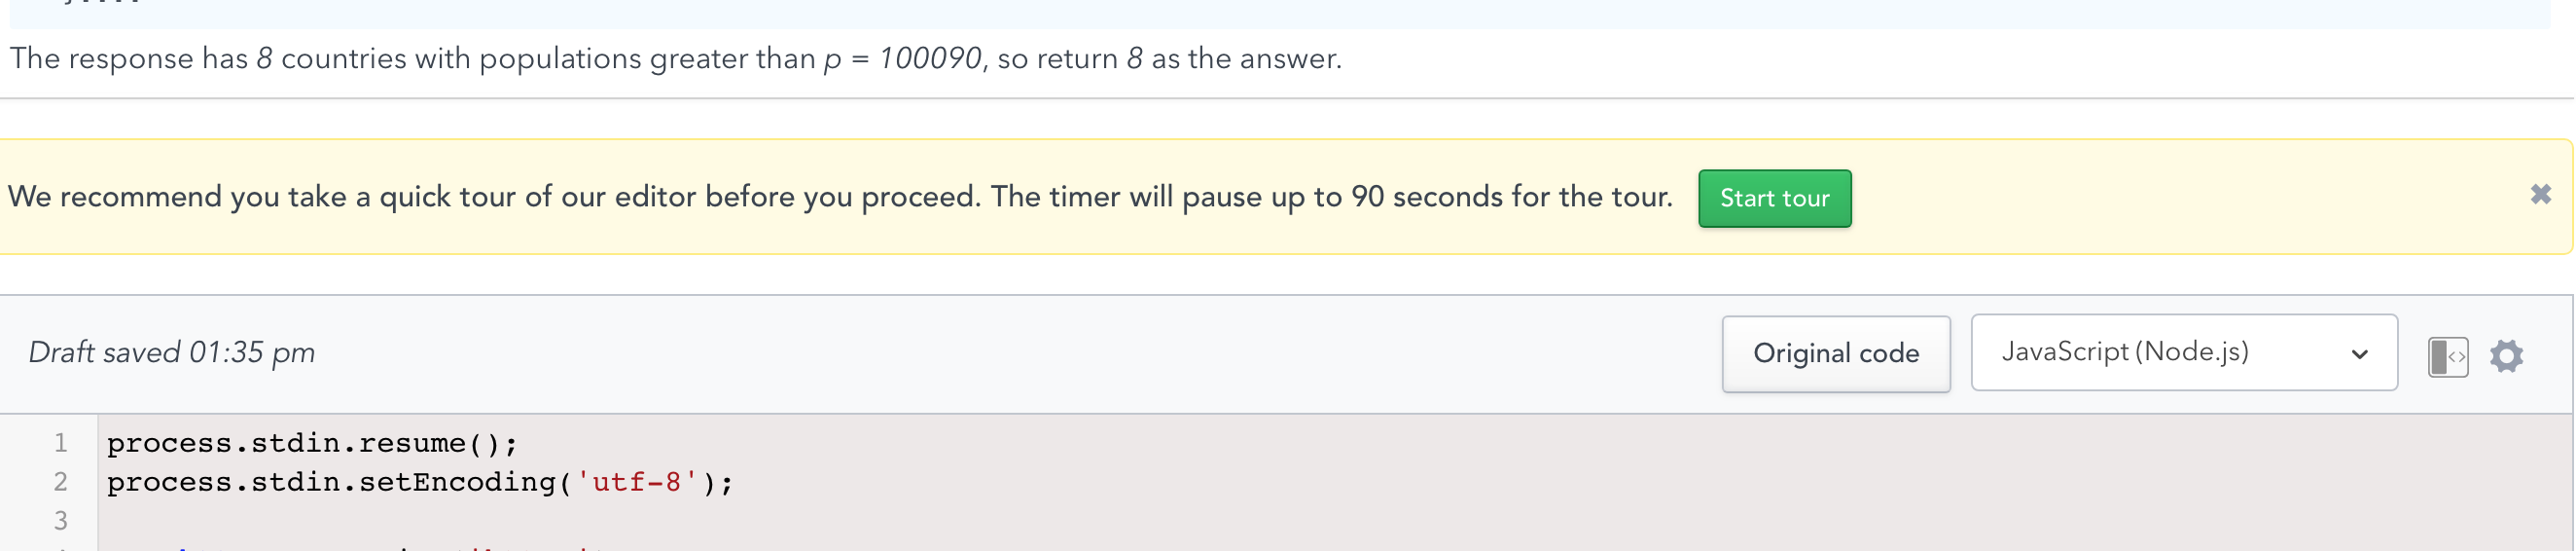 The response has 8 countries with populations greater than p = 100090, so return 8 as the answer.
We recommend you take a quick tour of our editor before you proceed. The timer will pause up to 90 seconds for the tour. Start tour
Draft saved 01:35 pm Original code JavaScript (Node.js)
1 process.stdin.resume();
2 process.stdin.setEncoding('utf-8');
3